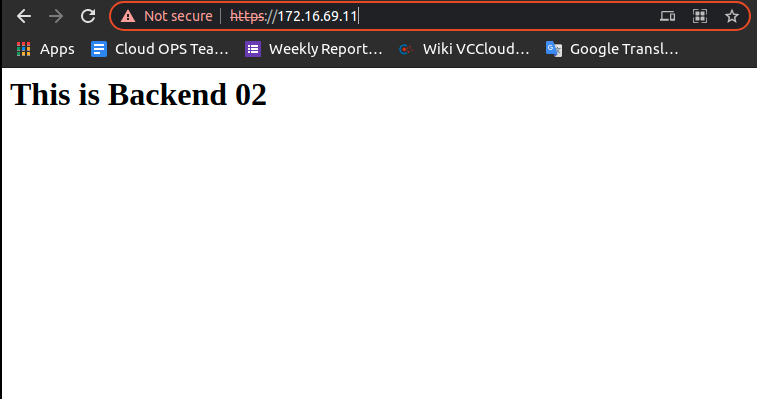 Not secure | https://172.16.69.11
Apps Cloud OPS Tea… Weekly Report… Wiki VCCloud… Google Transl…
This is Backend 02